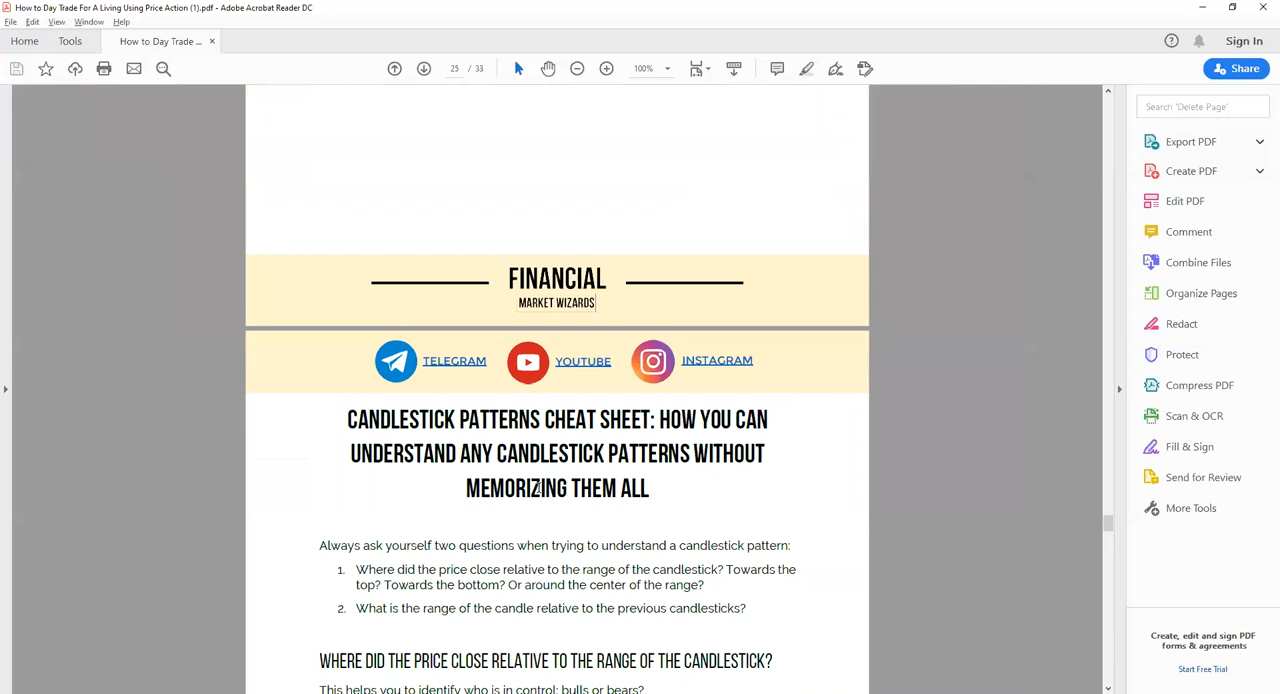 How to Day Trade For A Living Using Price Action (1).pdf - Adobe Acrobat Reader DC
File Edit View Window Help
Home Tools How to Day Trade ... × Sign In
25 / 33 100% Share
Search 'Delete Page'
Export PDF
Create PDF
Edit PDF
Comment
Combine Files
Organize Pages
Redact
Protect
Compress PDF
Scan & OCR
Fill & Sign
Send for Review
More Tools
Create, edit and sign PDF
forms & agreements
Start Free Trial
FINANCIAL
MARKET WIZARDS
TELEGRAM YOUTUBE INSTAGRAM
CANDLESTICK PATTERNS CHEAT SHEET: HOW YOU CAN
UNDERSTAND ANY CANDLESTICK PATTERNS WITHOUT
MEMORIZING THEM ALL
Always ask yourself two questions when trying to understand a candlestick pattern:
1. Where did the price close relative to the range of the candlestick? Towards the
top? Towards the bottom? Or around the center of the range?
2. What is the range of the candle relative to the previous candlesticks?
WHERE DID THE PRICE CLOSE RELATIVE TO THE RANGE OF THE CANDLESTICK?
This helps you to identify who is in control: bulls or bears?